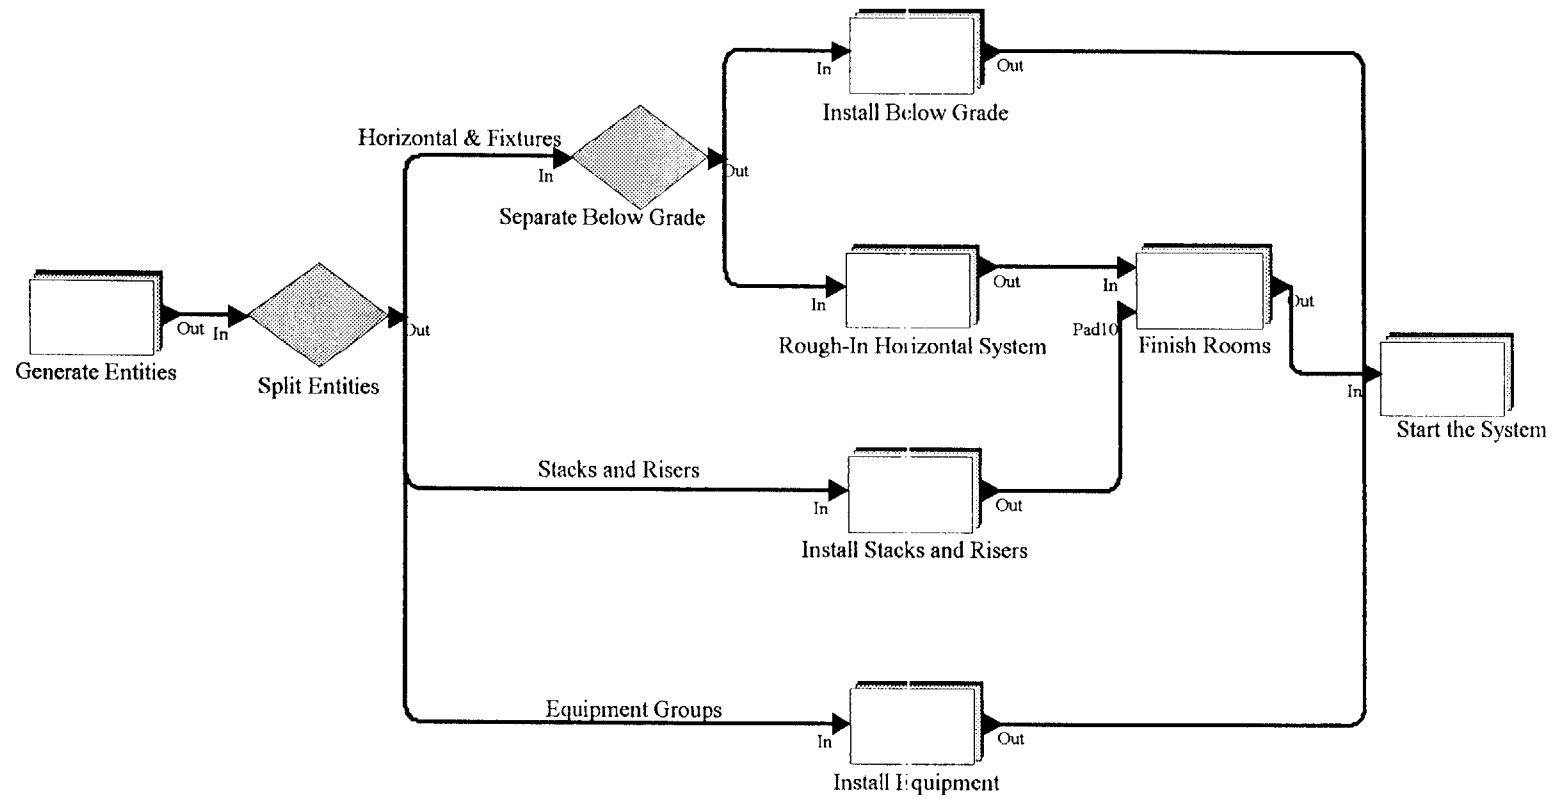 In
Out
Install Below Grade
Horizontal & Fixtures
In
Out
Separate Below Grade
Out
In
Generate Entities
Out
Split Entities
In
Out
Rough-In Horizontal System
In
Pad10
Out
Finish Rooms
In
Start the System
Stacks and Risers
In
Out
Install Stacks and Risers
Equipment Groups
In
Out
Install Equipment